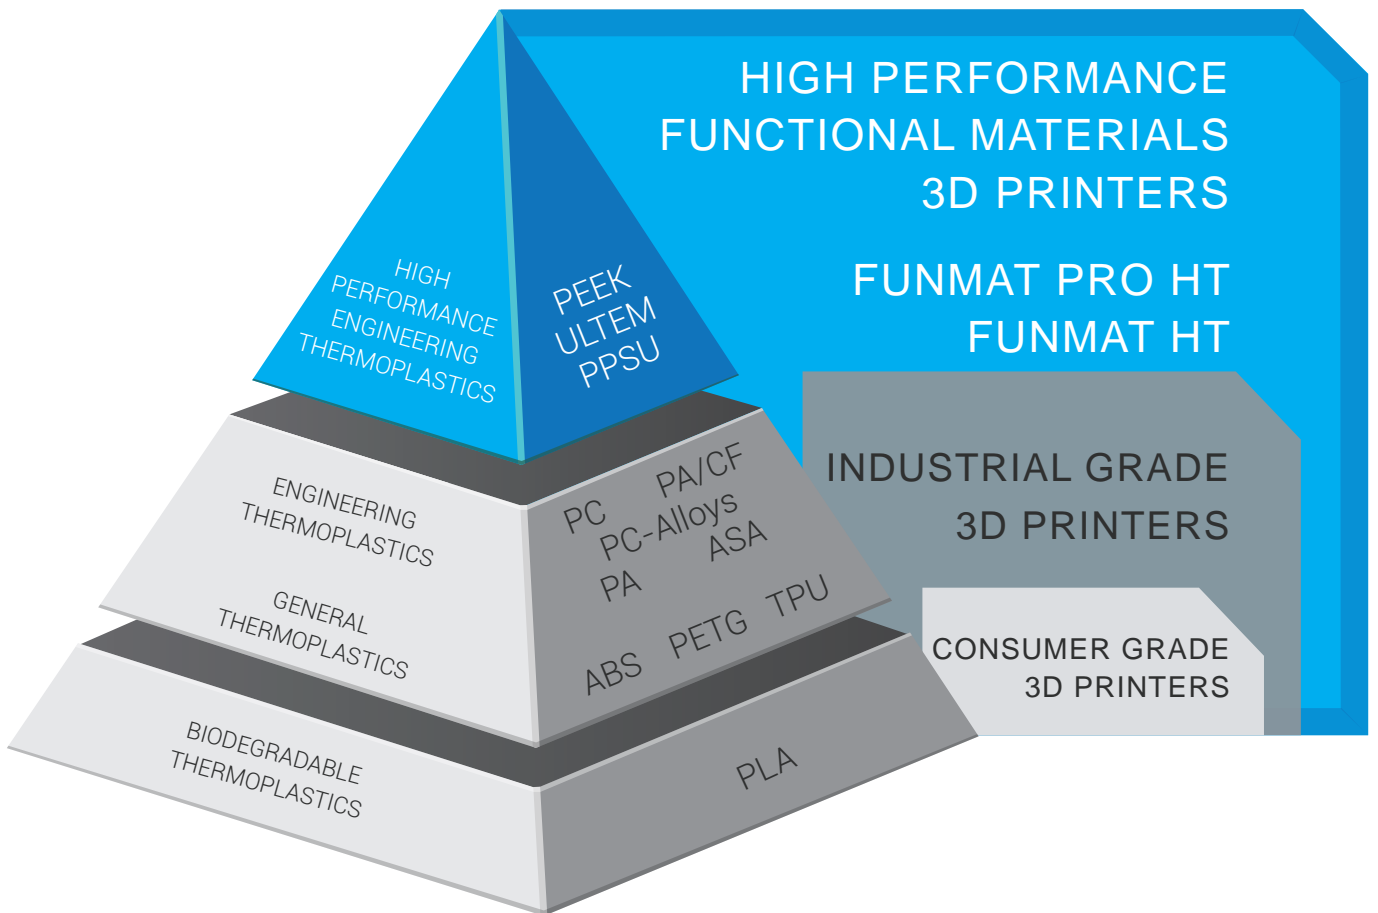 HIGH PERFORMANCE
FUNCTIONAL MATERIALS
3D PRINTERS
FUNMAT PRO HT
FUNMAT HT
HIGH
PERFORMANCE
ENGINEERING
THERMOPLASTICS
PEEK
ULTEM
PPSU
INDUSTRIAL GRADE
3D PRINTERS
ENGINEERING
THERMOPLASTICS
PC PA/CF
PC-Alloys
PA ASA
GENERAL
THERMOPLASTICS
ABS PETG TPU
CONSUMER GRADE
3D PRINTERS
BIODEGRADABLE
THERMOPLASTICS
PLA